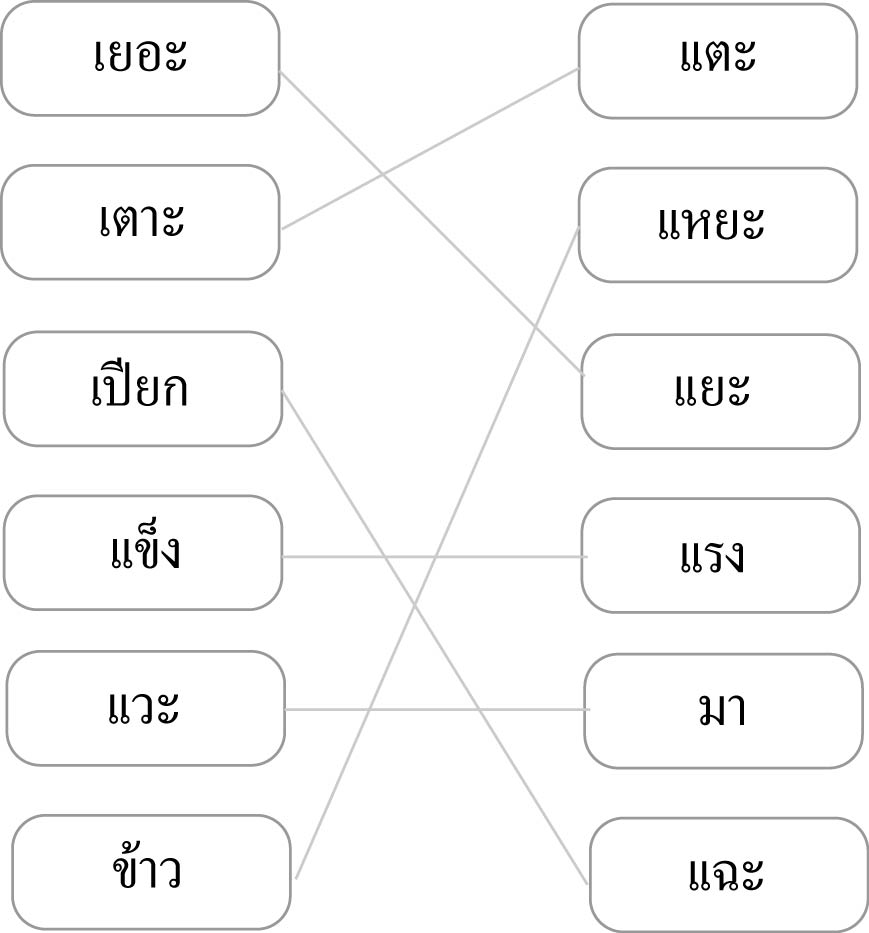 เยอะ
แตะ
เตาะ
แหยะ
เปียก
แยะ
แข็ง
แรง
แวะ
มา
ข้าว
แฉะ